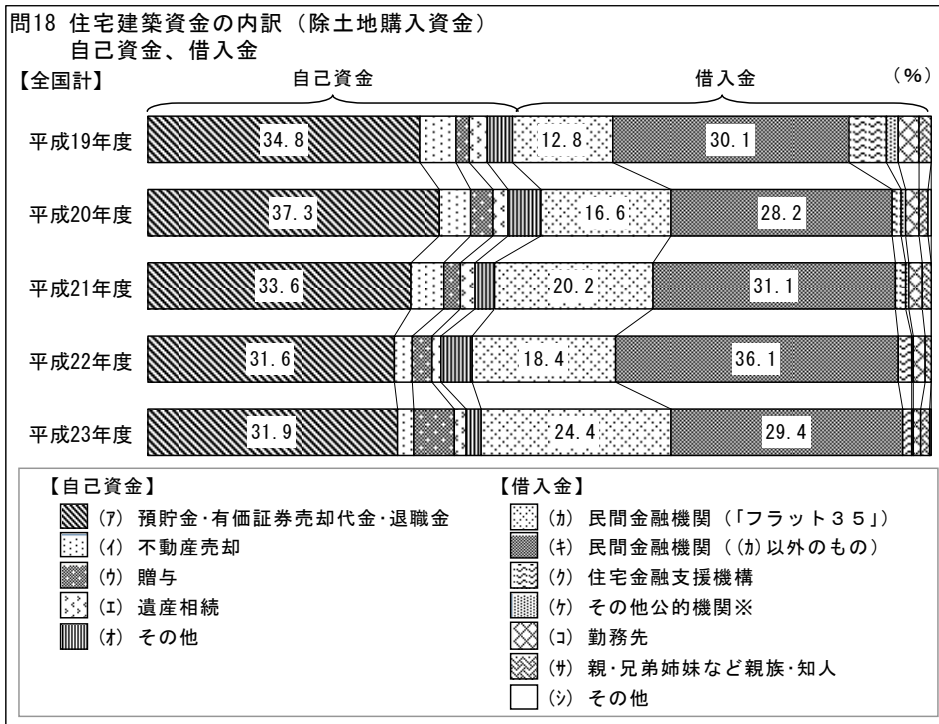 問18 住宅建築資金の内訳（除土地購入資金）
自己資金、借入金
【全国計】 自己資金 借入金 (%)
平成19年度 34.8 12.8 30.1
平成20年度 37.3 16.6 28.2
平成21年度 33.6 20.2 31.1
平成22年度 31.6 18.4 36.1
平成23年度 31.9 24.4 29.4
【自己資金】
(ｱ) 預貯金･有価証券売却代金･退職金
(ｲ) 不動産売却
(ｳ) 贈与
(ｴ) 遺産相続
(ｵ) その他
【借入金】
(ｶ) 民間金融機関（｢フラット３５｣）
(ｷ) 民間金融機関（(ｶ)以外のもの）
(ｸ) 住宅金融支援機構
(ｹ) その他公的機関※
(ｺ) 勤務先
(ｻ) 親･兄弟姉妹など親族･知人
(ｼ) その他